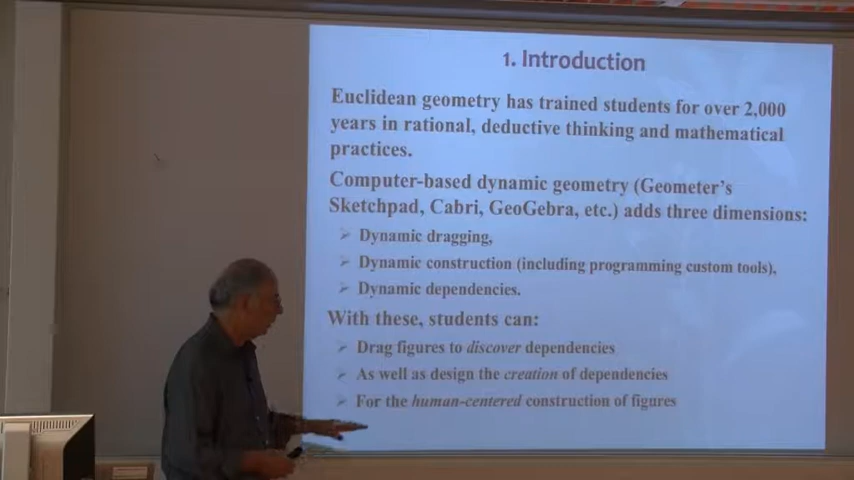 1. Introduction
Euclidean geometry has trained students for over 2,000
years in rational, deductive thinking and mathematical
practices.
Computer-based dynamic geometry (Geometer's
Sketchpad, Cabri, GeoGebra, etc.) adds three dimensions:
➢ Dynamic dragging,
➢ Dynamic construction (including programming custom tools),
➢ Dynamic dependencies.
With these, students can:
➢ Drag figures to discover dependencies
➢ As well as design the creation of dependencies
➢ For the human-centered construction of figures